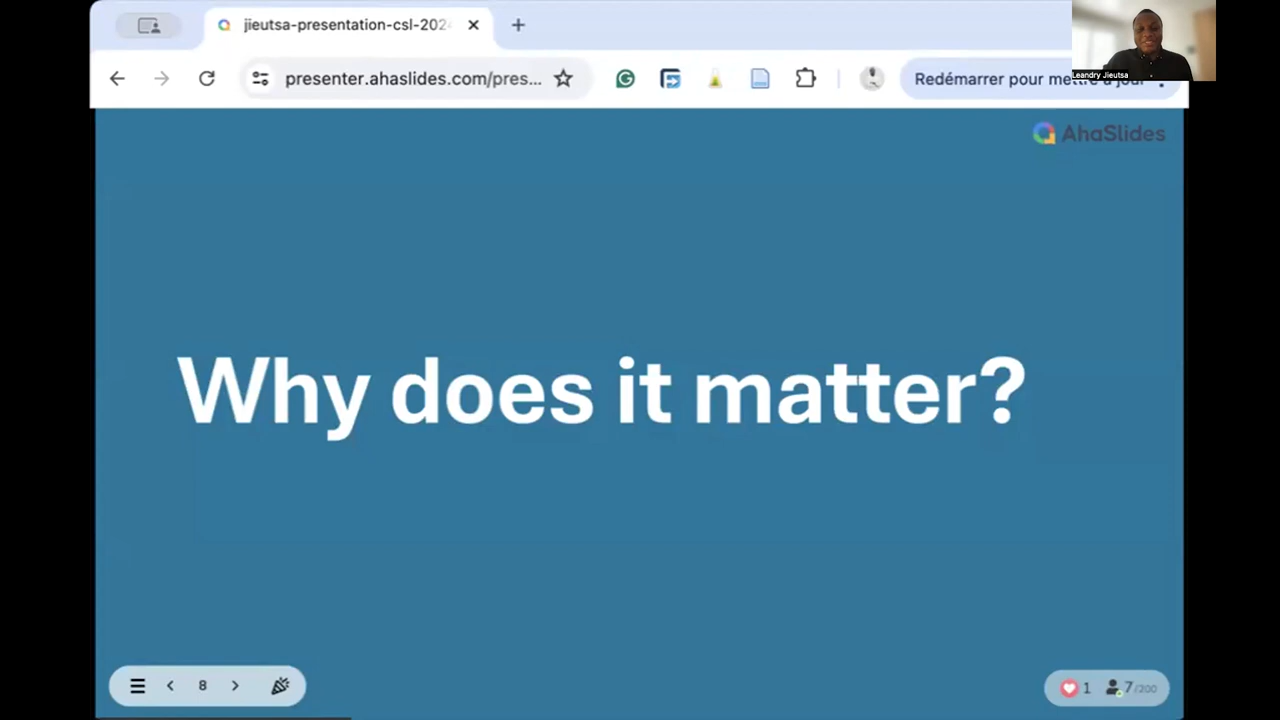 jieutsa-presentation-csl-202
Leandry Jieutsa
presenter.ahaslides.com/pres...
Redémarrer pour mettre à jour
AhaSlides
Why does it matter?
8
1
7/200